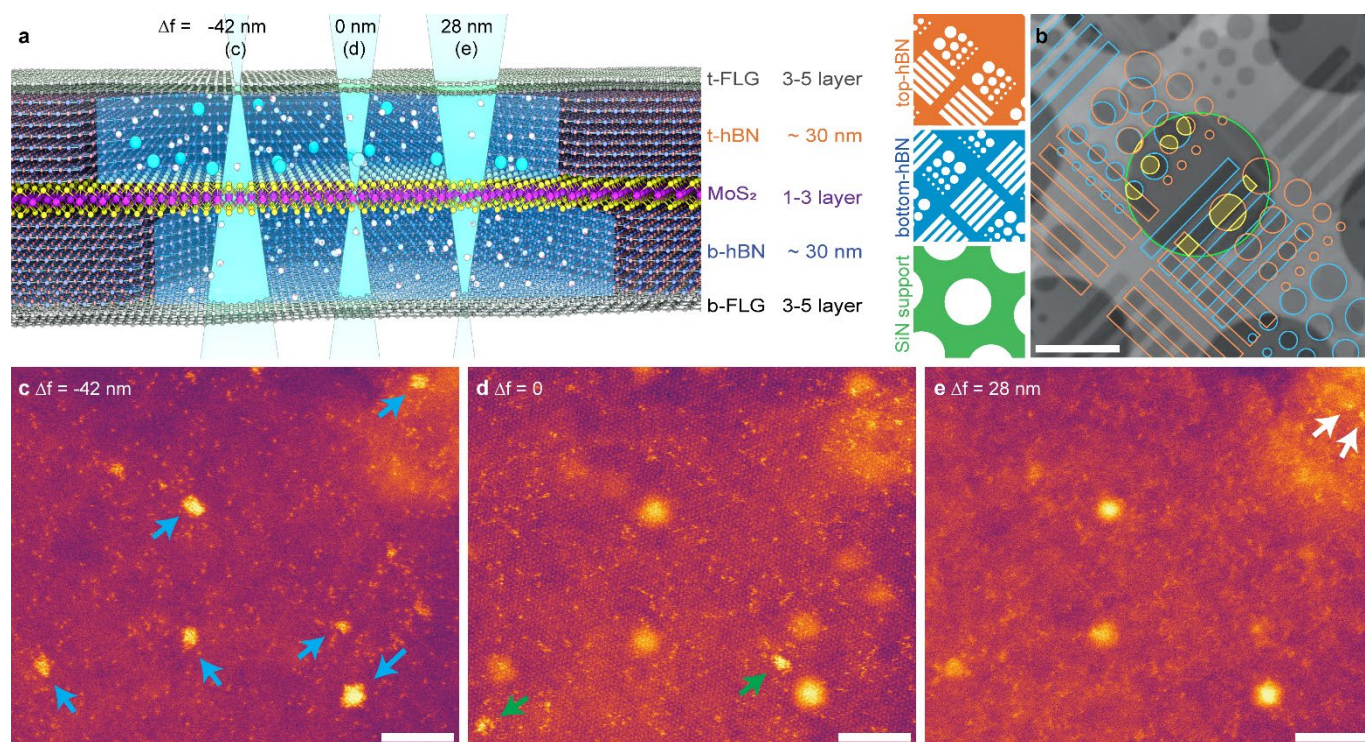 a
Δf = -42 nm 0 nm 28 nm
(c) (d) (e)
t-FLG 3-5 layer
t-hBN ~ 30 nm
MoS₂ 1-3 layer
b-hBN ~ 30 nm
b-FLG 3-5 layer
top-hBN
bottom-hBN
SiN support
b
c Δf = -42 nm
d Δf = 0
e Δf = 28 nm